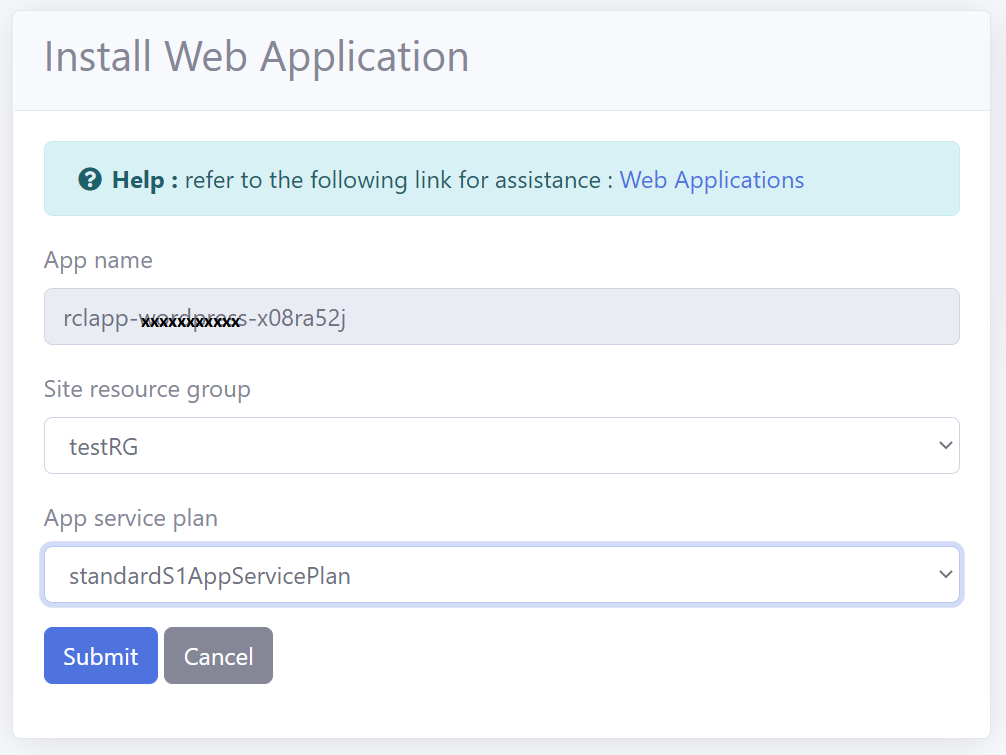 Install Web Application
Help : refer to the following link for assistance : Web Applications
App name
rclapp-wordpress-x08ra52j
Site resource group
testRG
App service plan
standardS1AppServicePlan
Submit Cancel